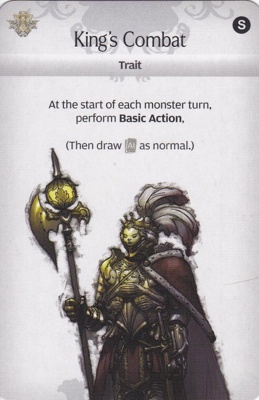 S
King's Combat
Trait
At the start of each monster turn,
perform Basic Action.
(Then draw AI as normal.)